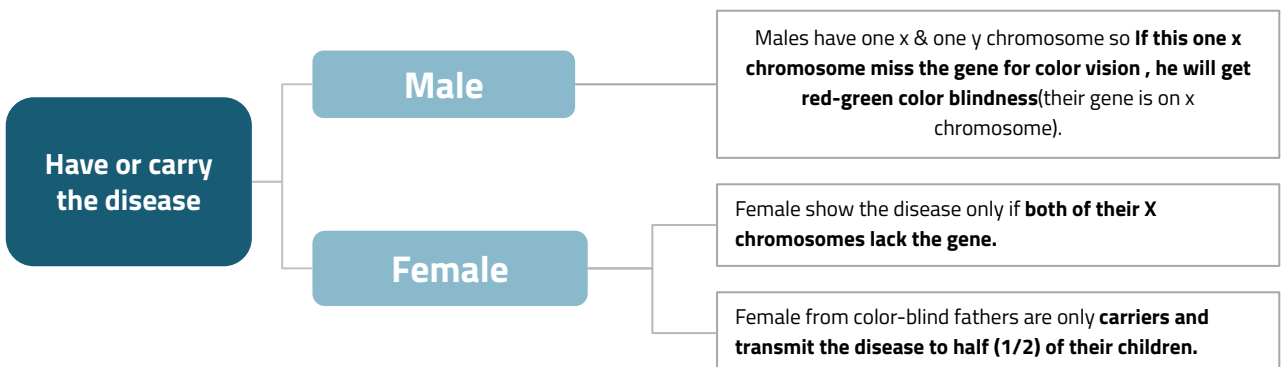 Have or carry
the disease
Male
Males have one x & one y chromosome so If this one x
chromosome miss the gene for color vision , he will get
red-green color blindness(their gene is on x
chromosome).
Female
Female show the disease only if both of their X
chromosomes lack the gene.
Female from color-blind fathers are only carriers and
transmit the disease to half (1/2) of their children.